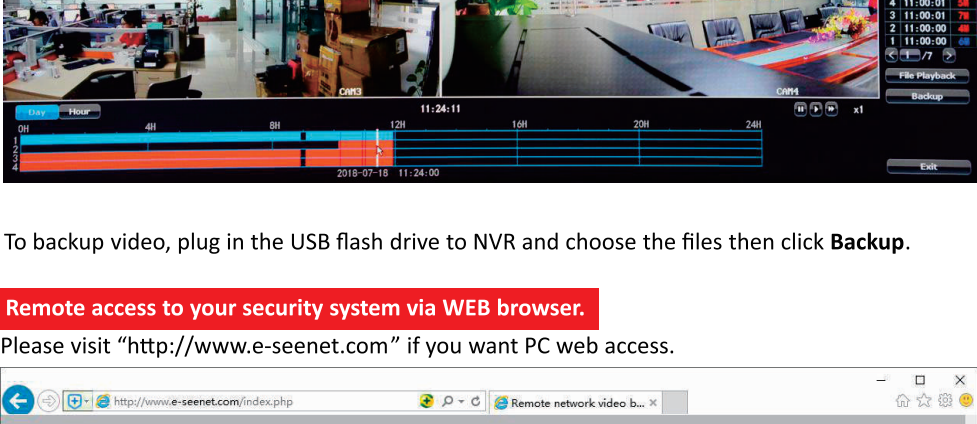 4 11:00:01
3 11:00:01
2 11:00:00
1 11:00:00
1 /7
File Playback
CAM3
CAM4
Backup
Day Hour
11:24:11
x1
0H 4H 8H 12H 16H 20H 24H
1
2
3
4
2018-07-18 11:24:00
Exit
To backup video, plug in the USB flash drive to NVR and choose the files then click Backup.
Remote access to your security system via WEB browser.
Please visit “http://www.e-seenet.com” if you want PC web access.
http://www.e-seenet.com/index.php
Remote network video b...